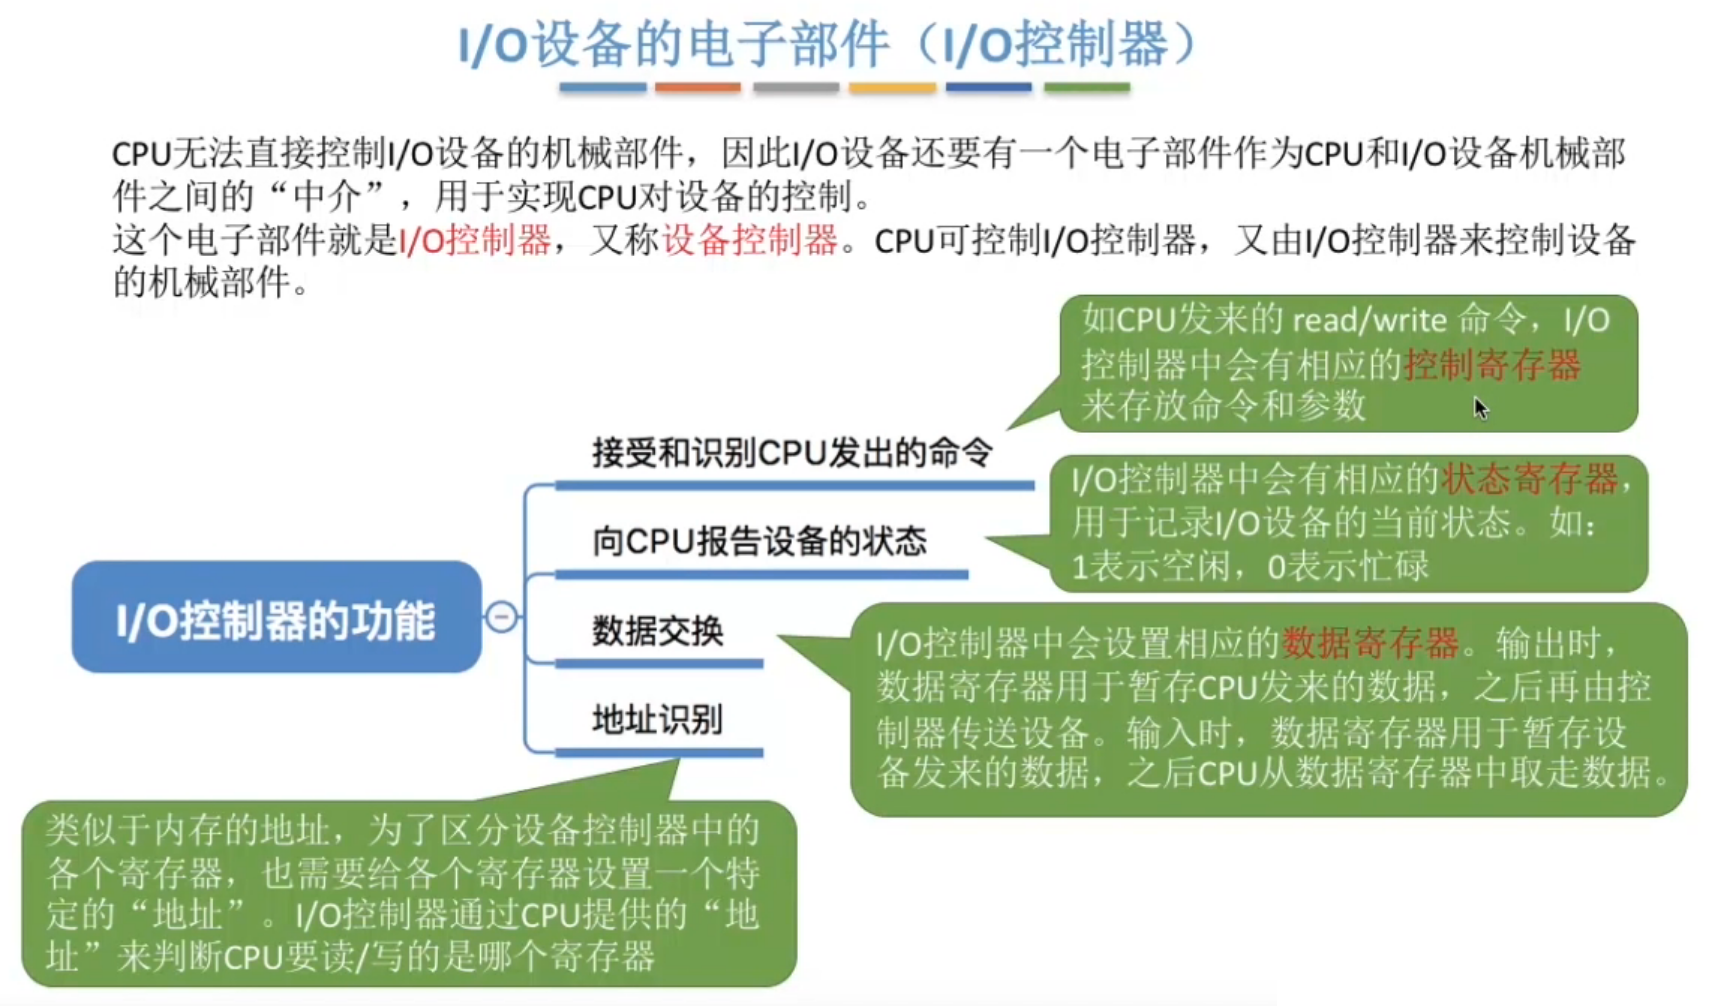 I/O设备的电子部件（I/O控制器）
CPU无法直接控制I/O设备的机械部件，因此I/O设备还要有一个电子部件作为CPU和I/O设备机械部
件之间的“中介”，用于实现CPU对设备的控制。
这个电子部件就是I/O控制器，又称设备控制器。CPU可控制I/O控制器，又由I/O控制器来控制设备
的机械部件。
如CPU发来的 read/write 命令，I/O
控制器中会有相应的控制寄存器
来存放命令和参数
接受和识别CPU发出的命令
I/O控制器中会有相应的状态寄存器，
用于记录I/O设备的当前状态。如：
1表示空闲，0表示忙碌
向CPU报告设备的状态
I/O控制器的功能
数据交换
I/O控制器中会设置相应的数据寄存器。输出时，
数据寄存器用于暂存CPU发来的数据，之后再由控
制器传送设备。输入时，数据寄存器用于暂存设
备发来的数据，之后CPU从数据寄存器中取走数据。
地址识别
类似于内存的地址，为了区分设备控制器中的
各个寄存器，也需要给各个寄存器设置一个特
定的“地址”。I/O控制器通过CPU提供的“地
址”来判断CPU要读/写的是哪个寄存器